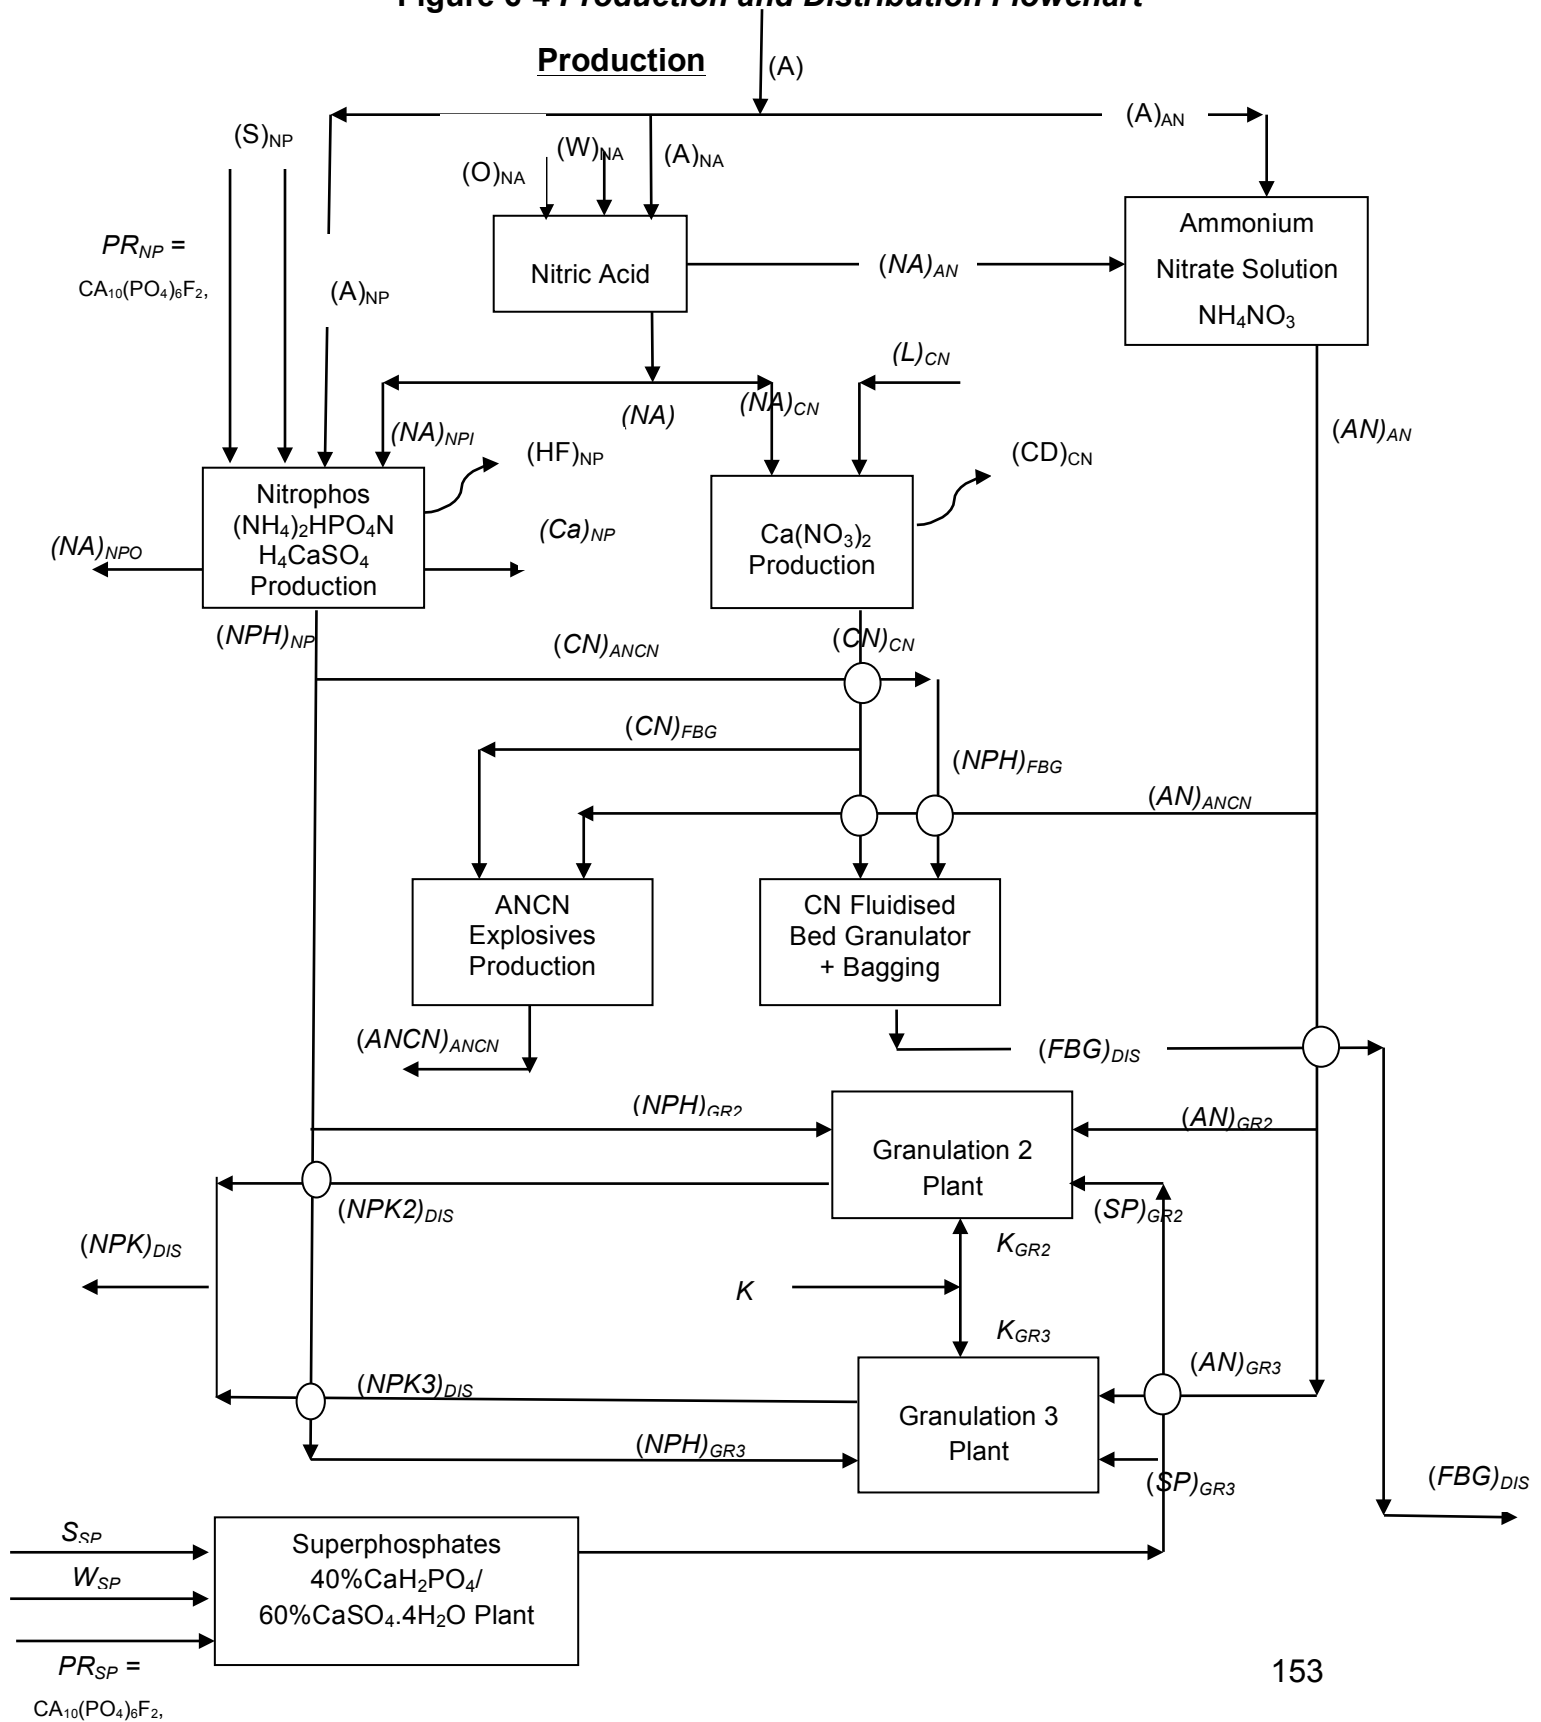 Figure 6-4 Production and Distribution Flowchart
Production
(A)
(A)AN
(S)NP
(W)NA
(A)NA
(O)NA
Ammonium
Nitrate Solution
NH4NO3
PRNP =
CA10(PO4)6F2,
(A)NP
Nitric Acid
(NA)AN
(L)CN
(NA)
(NA)CN
(NA)NPI
(AN)AN
(HF)NP
(CD)CN
Nitrophos
(NH4)2HPO4N
H4CaSO4
Production
(Ca)NP
(NA)NPO
Ca(NO3)2
Production
(NPH)NP
(CN)ANCN
(CN)CN
(CN)FBG
(NPH)FBG
(AN)ANCN
ANCN
Explosives
Production
CN Fluidised
Bed Granulator
+ Bagging
(ANCN)ANCN
(FBG)DIS
(NPH)GR2
(AN)GR2
Granulation 2
Plant
(NPK2)DIS
(SP)GR2
(NPK)DIS
KGR2
K
KGR3
(AN)GR3
(NPK3)DIS
Granulation 3
Plant
(NPH)GR3
(SP)GR3
(FBG)DIS
SSP
WSP
Superphosphates
40%CaH2PO4/
60%CaSO4.4H2O Plant
PRSP =
CA10(PO4)6F2,
153